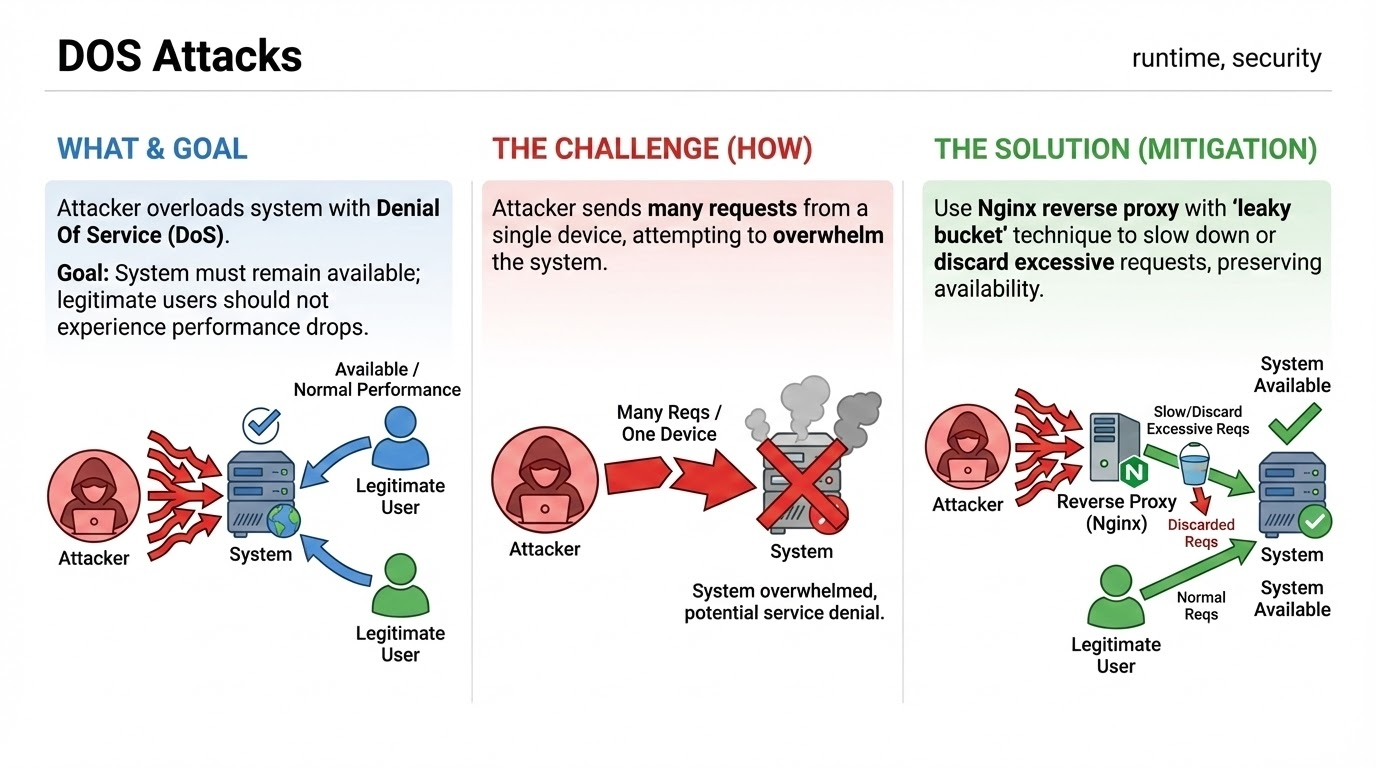 DOS Attacks
runtime, security
WHAT & GOAL
Attacker overloads system with Denial
Of Service (DoS).
Goal: System must remain available;
legitimate users should not
experience performance drops.
Available /
Normal Performance
Attacker
System
Legitimate
User
Legitimate
User
THE CHALLENGE (HOW)
Attacker sends many requests from a
single device, attempting to overwhelm
the system.
Many Reqs /
One Device
Attacker
System
System overwhelmed,
potential service denial.
THE SOLUTION (MITIGATION)
Use Nginx reverse proxy with ‘leaky
bucket’ technique to slow down or
discard excessive requests, preserving
availability.
System
Available
Slow/Discard
Excessive Reqs
N
Attacker
Reverse Proxy
(Nginx)
Discarded
Reqs
System
System
Available
Normal
Reqs
Legitimate
User